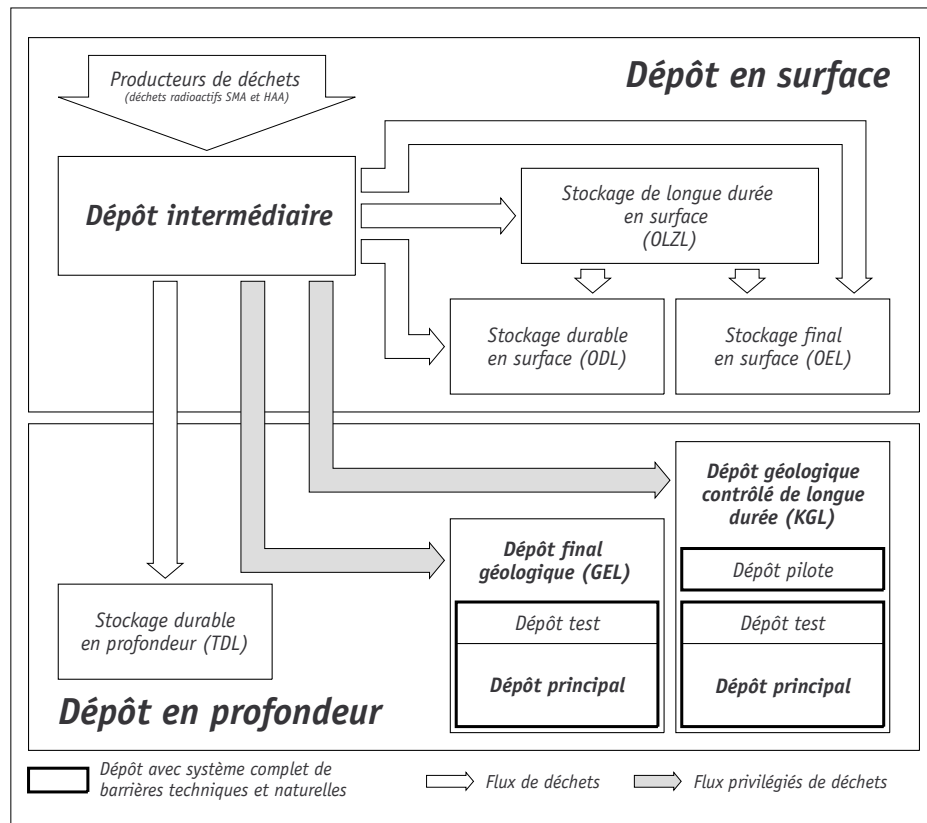 Dépôt en surface
Producteurs de déchets
(déchets radioactifs SMA et HAA)
Dépôt intermédiaire
Stockage de longue durée
en surface
(OLZL)
Stockage durable
en surface (ODL)
Stockage final
en surface (OEL)
Dépôt géologique
contrôlé de longue
durée (KGL)
Dépôt pilote
Dépôt test
Dépôt principal
Dépôt final
géologique (GEL)
Dépôt test
Dépôt principal
Stockage durable
en profondeur (TDL)
Dépôt en profondeur
Dépôt avec système complet de
barrières techniques et naturelles
Flux de déchets
Flux privilégiés de déchets